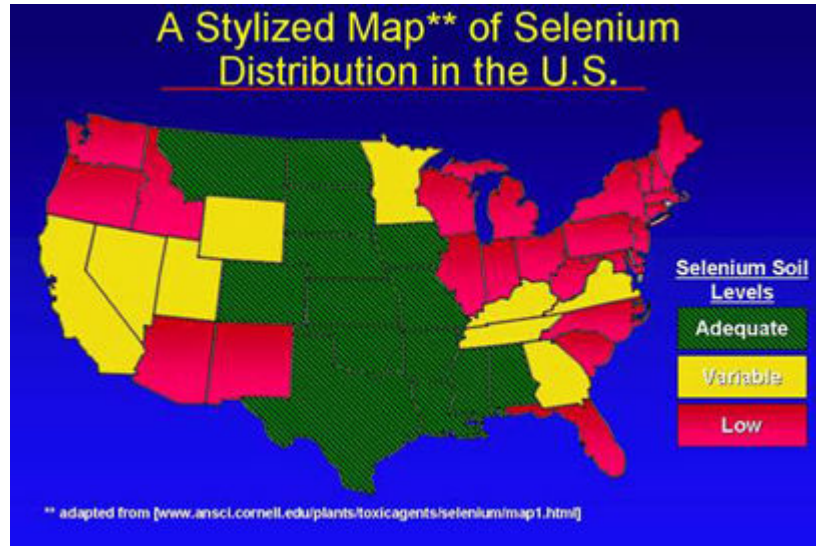 A Stylized Map** of Selenium
Distribution in the U.S.
Selenium Soil
Levels
Adequate
Variable
Low
** adapted from [www.ansci.cornell.edu/plants/toxicagents/selenium/map1.html]